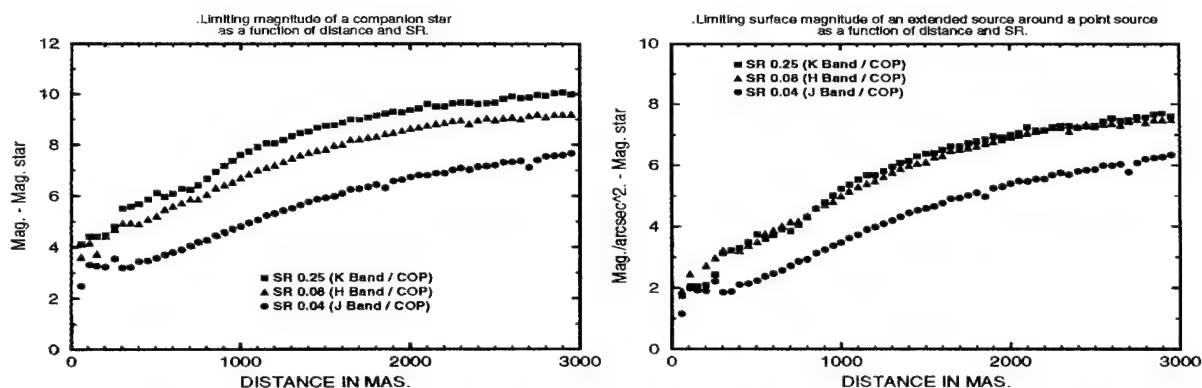 .Limiting magnitude of a companion star
as a function of distance and SR.
12
10
8
6
4
2
0
Mag. - Mag. star
SR 0.25 (K Band / COP)
SR 0.08 (H Band / COP)
SR 0.04 (J Band / COP)
0 1000 2000 3000
DISTANCE IN MAS.
.Limiting surface magnitude of an extended source around a point source
as a function of distance and SR.
10
8
6
4
2
0
Mag./arcsec^2. - Mag. star
SR 0.25 (K Band / COP)
SR 0.08 (H Band / COP)
SR 0.04 (J Band / COP)
0 1000 2000 3000
DISTANCE IN MAS.